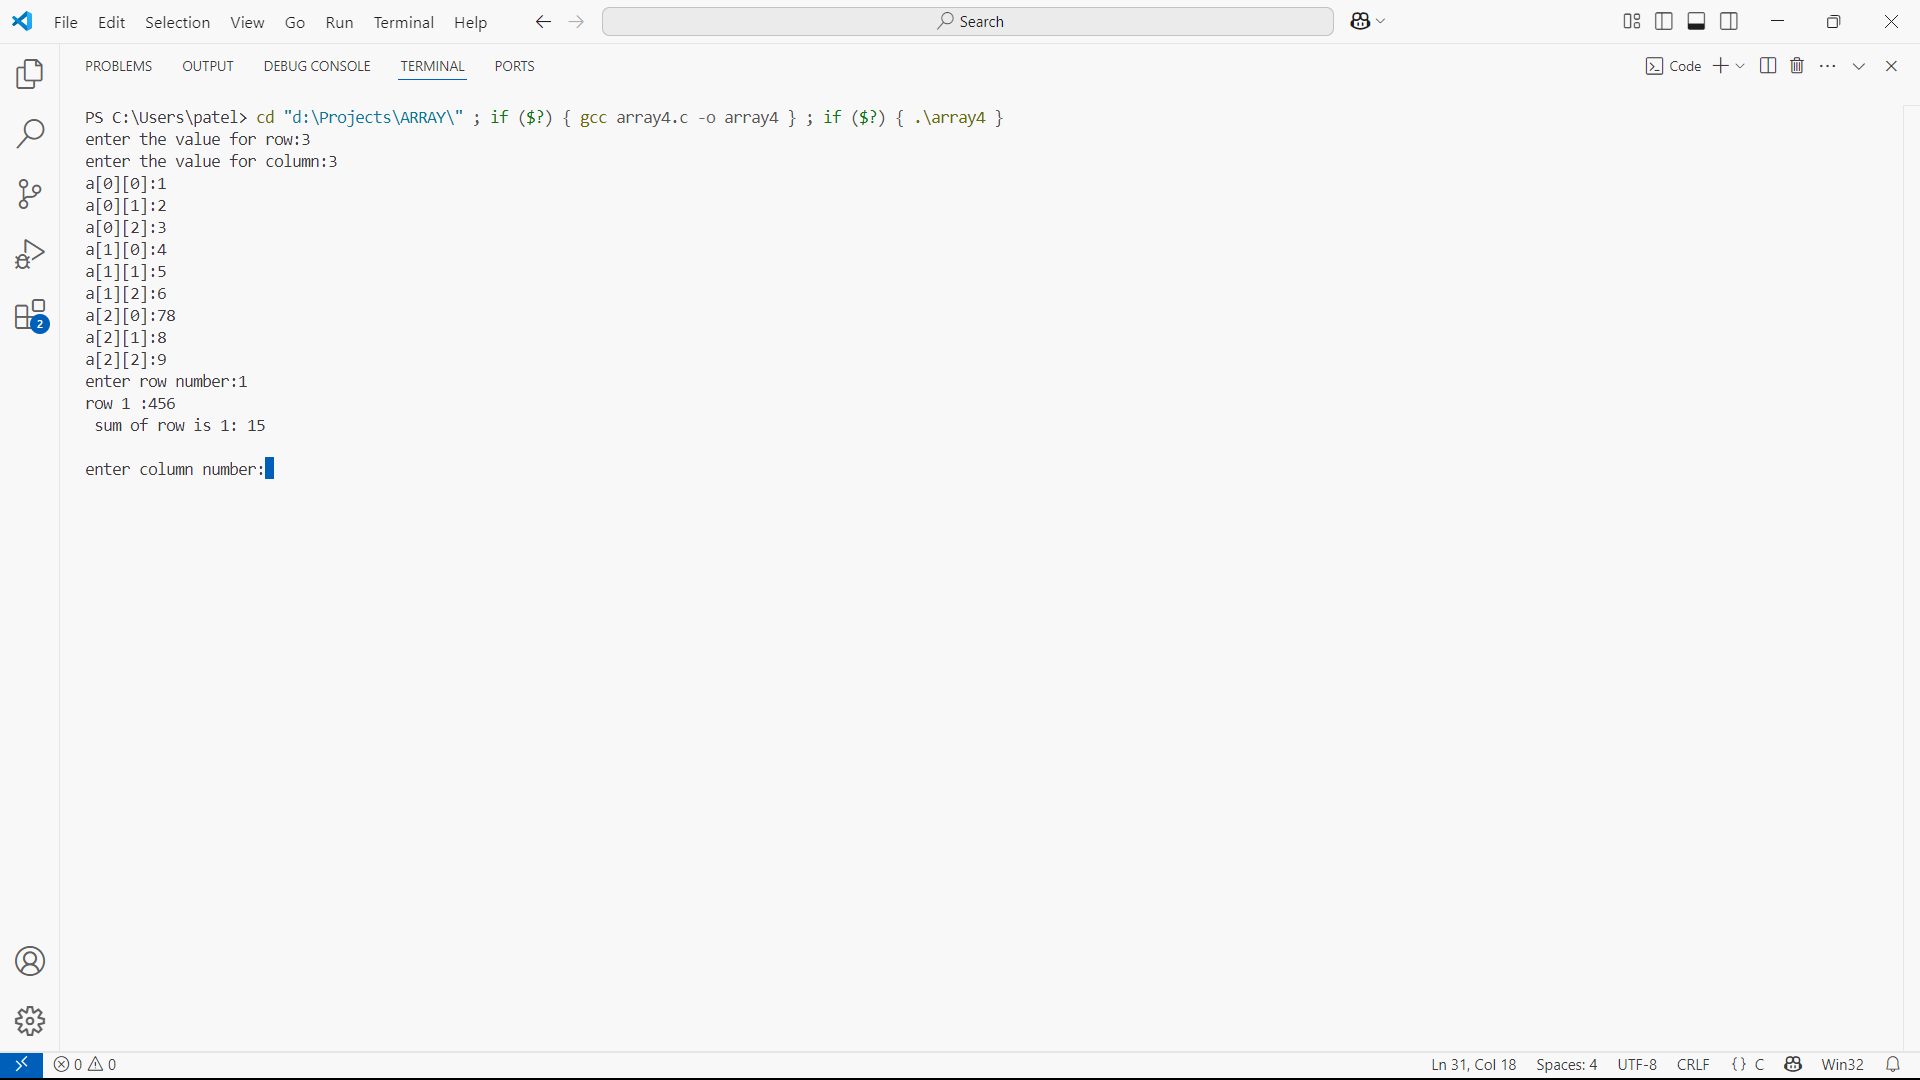 File Edit Selection View Go Run Terminal Help Search
PROBLEMS OUTPUT DEBUG CONSOLE TERMINAL PORTS Code
PS C:\Users\patel> cd "d:\Projects\ARRAY\" ; if ($?) { gcc array4.c -o array4 } ; if ($?) { .\array4 }
enter the value for row:3
enter the value for column:3
a[0][0]:1
a[0][1]:2
a[0][2]:3
a[1][0]:4
a[1][1]:5
a[1][2]:6
a[2][0]:78
a[2][1]:8
a[2][2]:9
enter row number:1
row 1 :456
 sum of row is 1: 15
enter column number:
2
0 0 Ln 31, Col 18 Spaces: 4 UTF-8 CRLF {} C Win32